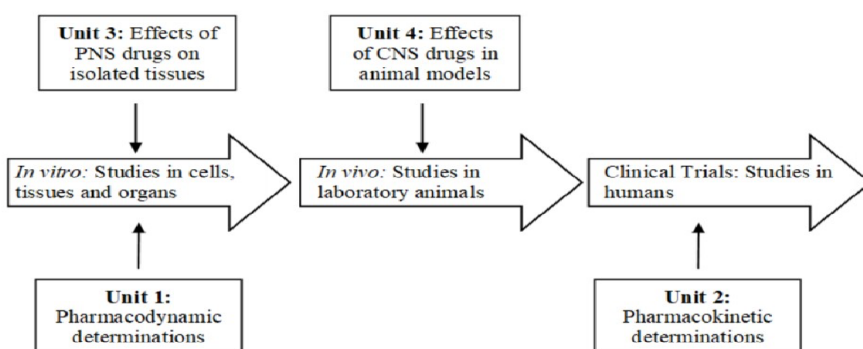 Unit 3: Effects of
PNS drugs on
isolated tissues
Unit 4: Effects
of CNS drugs in
animal models
In vitro: Studies in cells,
tissues and organs
In vivo: Studies in
laboratory animals
Clinical Trials: Studies in
humans
Unit 1:
Pharmacodynamic
determinations
Unit 2:
Pharmacokinetic
determinations